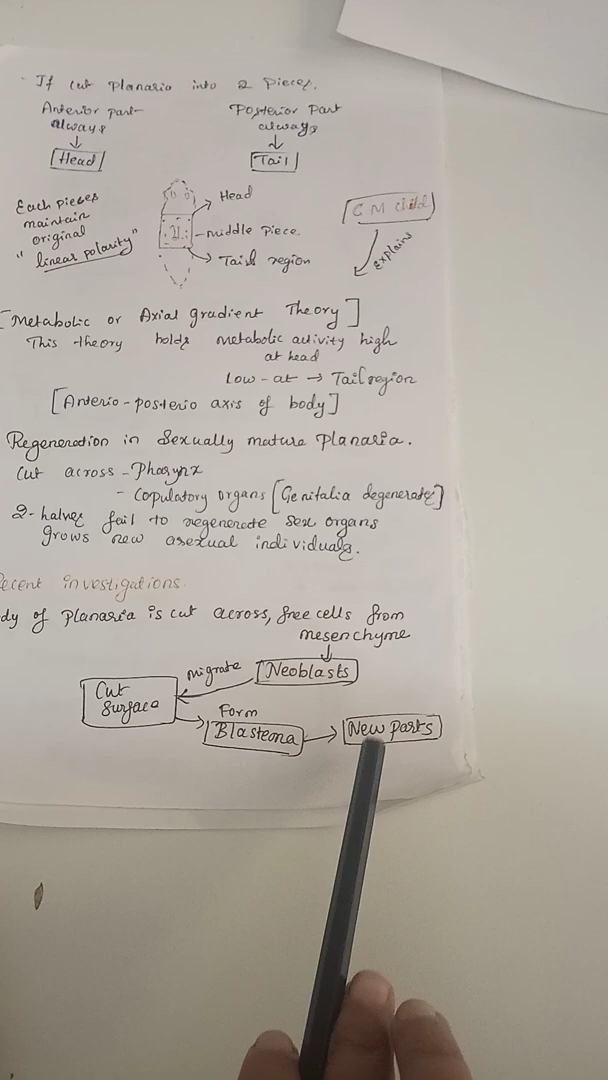 If cut Planaria into 2 Pieces.
Anterior part always
↓
[Head]
Posterior Part always
↓
[Tail]
Each pieces maintain original "linear polarity"
Head
middle piece
Tail region
C M child
Explain
[Metabolic or Axial gradient Theory]
This theory holds metabolic activity high
at head
Low - at → Tail region
[Anterio-posterio axis of body]
Regeneration in Sexually mature Planaria.
Cut across - Pharynx
- Copulatory organs [Genitalia degenerate]
2-halves fail to regenerate sex organs
grows new asexual individuals.
ecent investigations.
dy of Planaria is cut across, free cells from
mesenchyme
↓
Neoblasts
migrate
Cut Surface
Form
Blastema
→ New parts